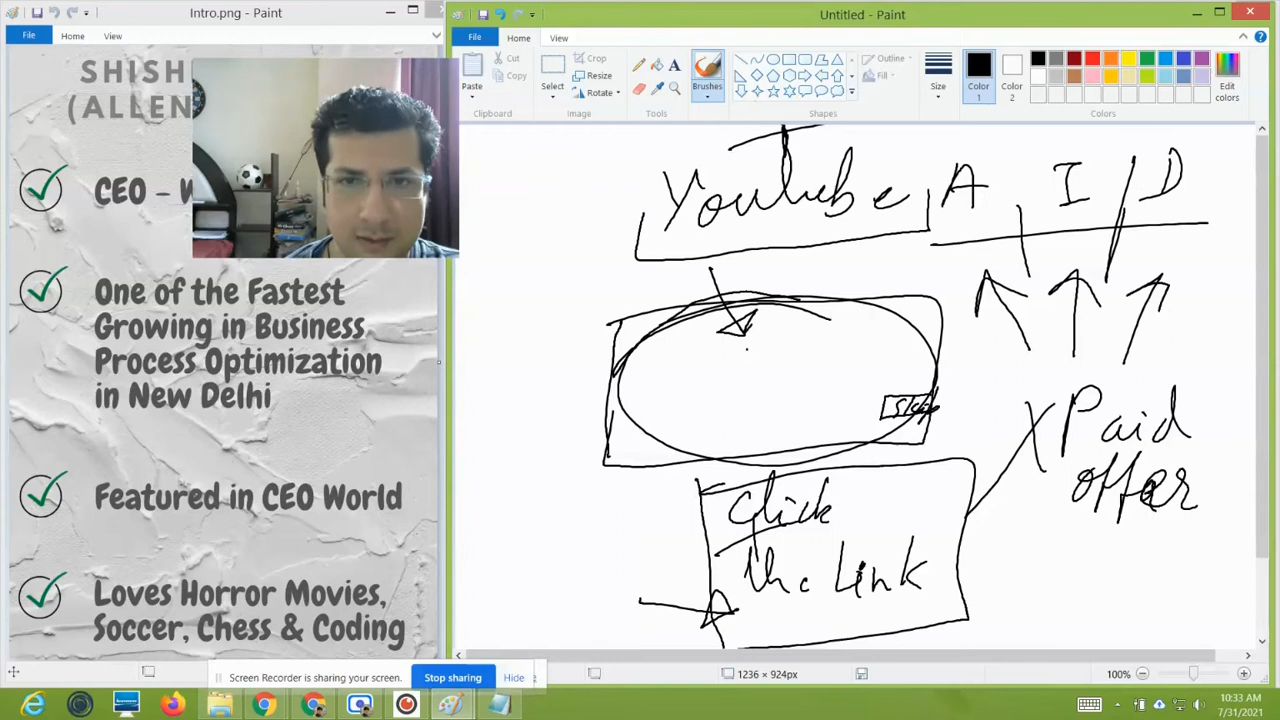 Intro.png - Paint
File
Home
View
SHISH
(ALLEN
CEO –
One of the Fastest
Growing in Business
Process Optimization
in New Delhi
Featured in CEO World
Loves Horror Movies,
Soccer, Chess & Coding
Untitled - Paint
File
Home
View
Paste
Cut
Copy
Clipboard
Select
Crop
Resize
Rotate
Image
A
Tools
Brushes
Shapes
Outline
Fill
Size
Color
1
Color
2
Edit
colors
Colors
Youtube A I D
Skip
Paid
offer
Click
the Link
Screen Recorder is sharing your screen.
Stop sharing
Hide
1236 × 924px
100%
10:33 AM
7/31/2021